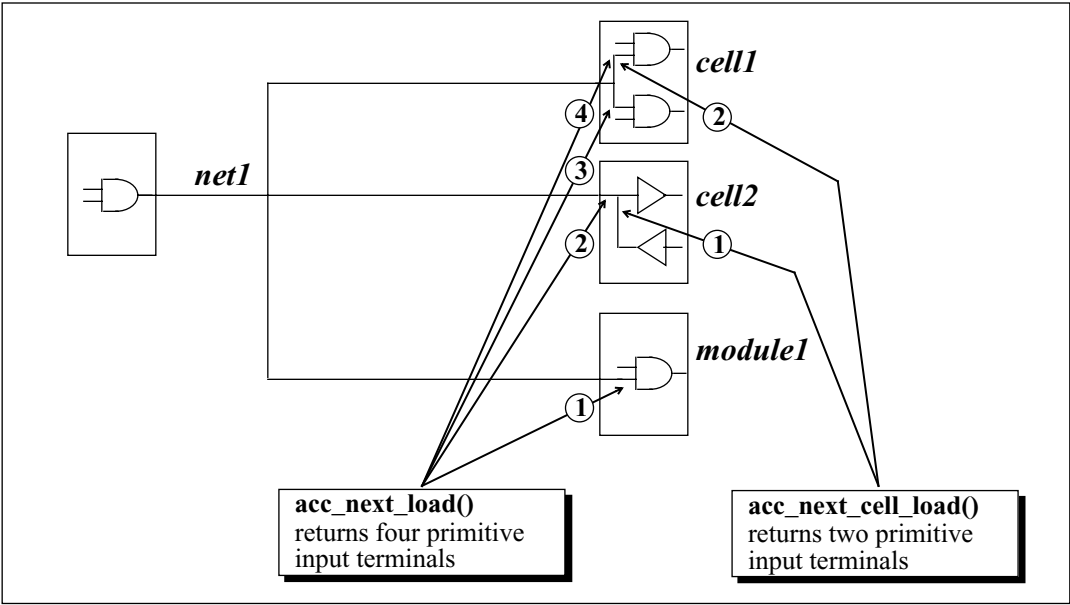 cell1
4
2
3
net1
cell2
2
1
module1
1
acc_next_load()
returns four primitive
input terminals
acc_next_cell_load()
returns two primitive
input terminals